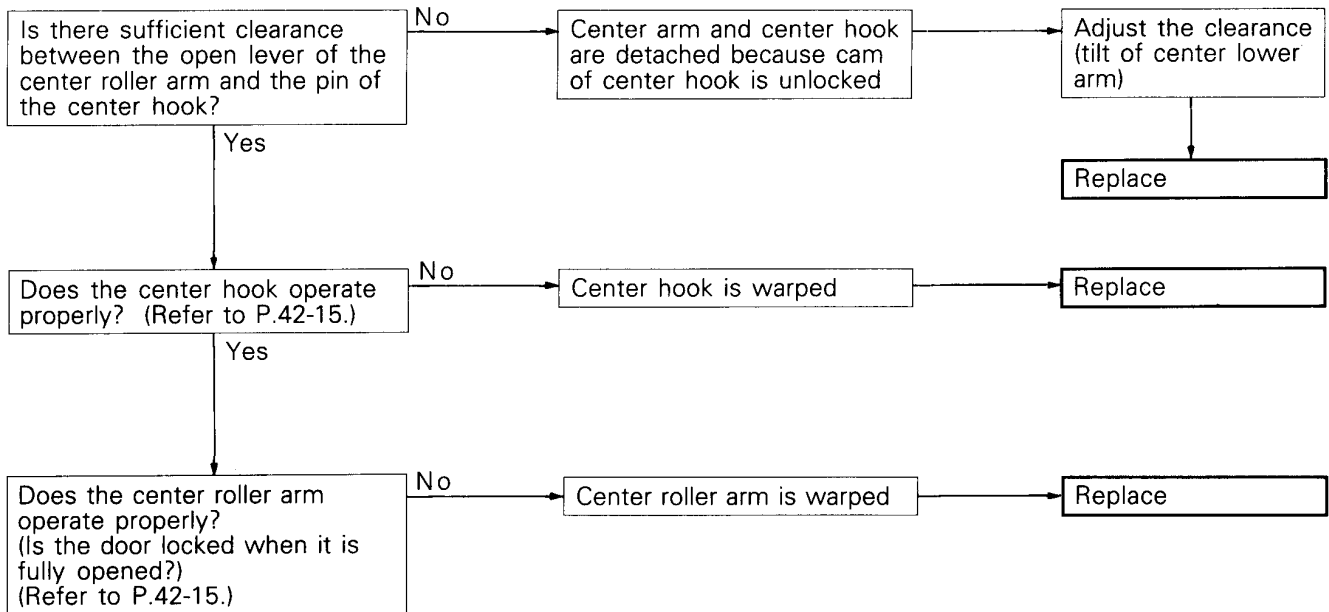 Is there sufficient clearance
between the open lever of the
center roller arm and the pin of
the center hook?
No
Center arm and center hook
are detached because cam
of center hook is unlocked
Adjust the clearance
(tilt of center lower
arm)
Yes
Replace
Does the center hook operate
properly? (Refer to P.42-15.)
No
Center hook is warped
Replace
Yes
Does the center roller arm
operate properly?
(Is the door locked when it is
fully opened?)
(Refer to P.42-15.)
No
Center roller arm is warped
Replace